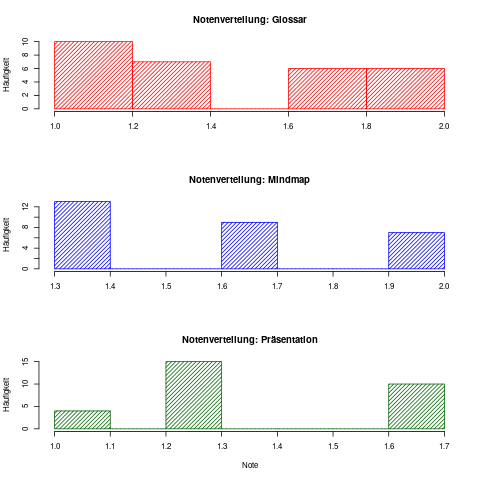 Notenverteilung: Glossar
Häufigkeit
0 2 4 6 8 10
1.0 1.2 1.4 1.6 1.8 2.0
Notenverteilung: Mindmap
Häufigkeit
0 4 8 12
1.3 1.4 1.5 1.6 1.7 1.8 1.9 2.0
Notenverteilung: Präsentation
Häufigkeit
0 5 10 15
1.0 1.1 1.2 1.3 1.4 1.5 1.6 1.7
Note